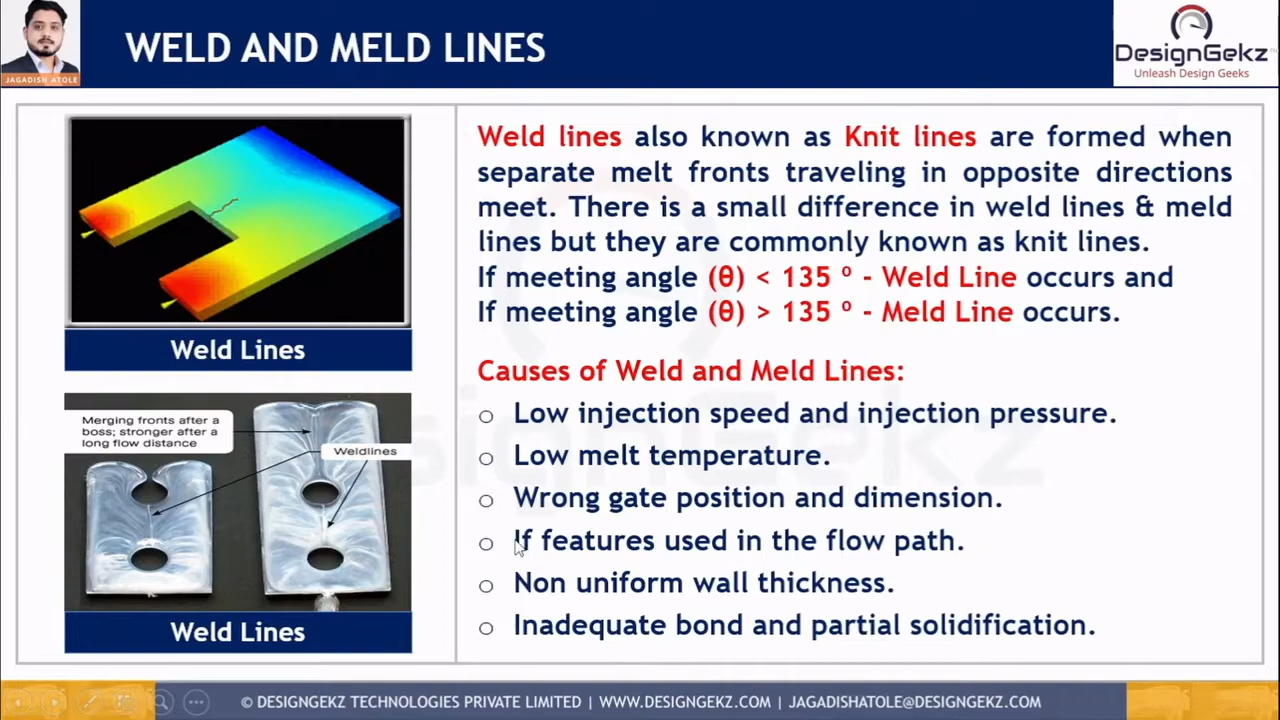 JAGADISH ATOLE
WELD AND MELD LINES
DesignGekz
Unleash Design Geeks
Weld Lines
Merging fronts after a
boss; stronger after a
long flow distance
Weldlines
Weld Lines
Weld lines also known as Knit lines are formed when
separate melt fronts traveling in opposite directions
meet. There is a small difference in weld lines & meld
lines but they are commonly known as knit lines.
If meeting angle (θ) < 135 º - Weld Line occurs and
If meeting angle (θ) > 135 º - Meld Line occurs.
Causes of Weld and Meld Lines:
o Low injection speed and injection pressure.
o Low melt temperature.
o Wrong gate position and dimension.
o If features used in the flow path.
o Non uniform wall thickness.
o Inadequate bond and partial solidification.
© DESIGNGEKZ TECHNOLOGIES PRIVATE LIMITED | WWW.DESIGNGEKZ.COM | JAGADISHATOLE@DESIGNGEKZ.COM